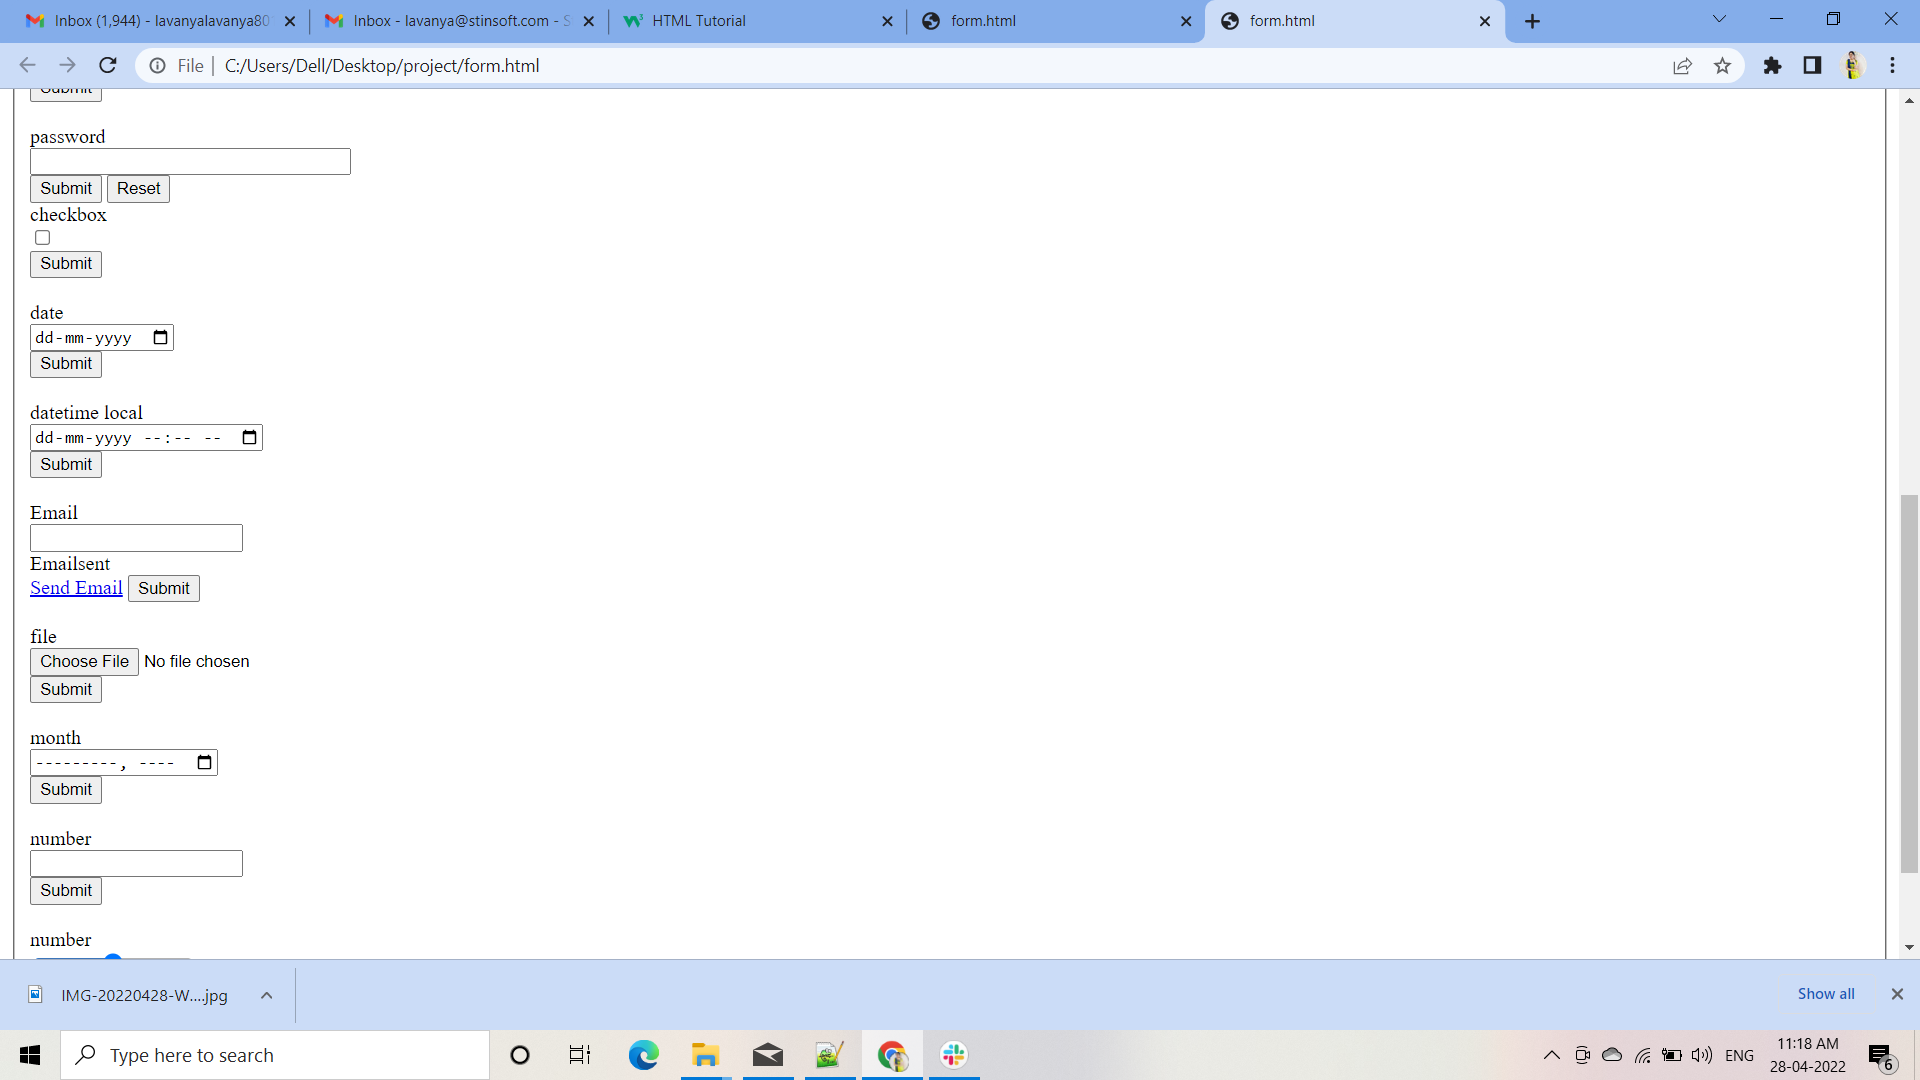 Inbox (1,944) - lavanyalavanya80
Inbox - lavanya@stinsoft.com - S
HTML Tutorial
form.html
form.html
File
C:/Users/Dell/Desktop/project/form.html
Submit
password
Submit
Reset
checkbox
Submit
date
dd-mm-yyyy
Submit
datetime local
dd-mm-yyyy --:-- --
Submit
Email
Emailsent
Send Email
Submit
file
Choose File No file chosen
Submit
month
---------, ----
Submit
number
Submit
number
IMG-20220428-W....jpg
Show all
Type here to search
ENG
11:18 AM
28-04-2022
6